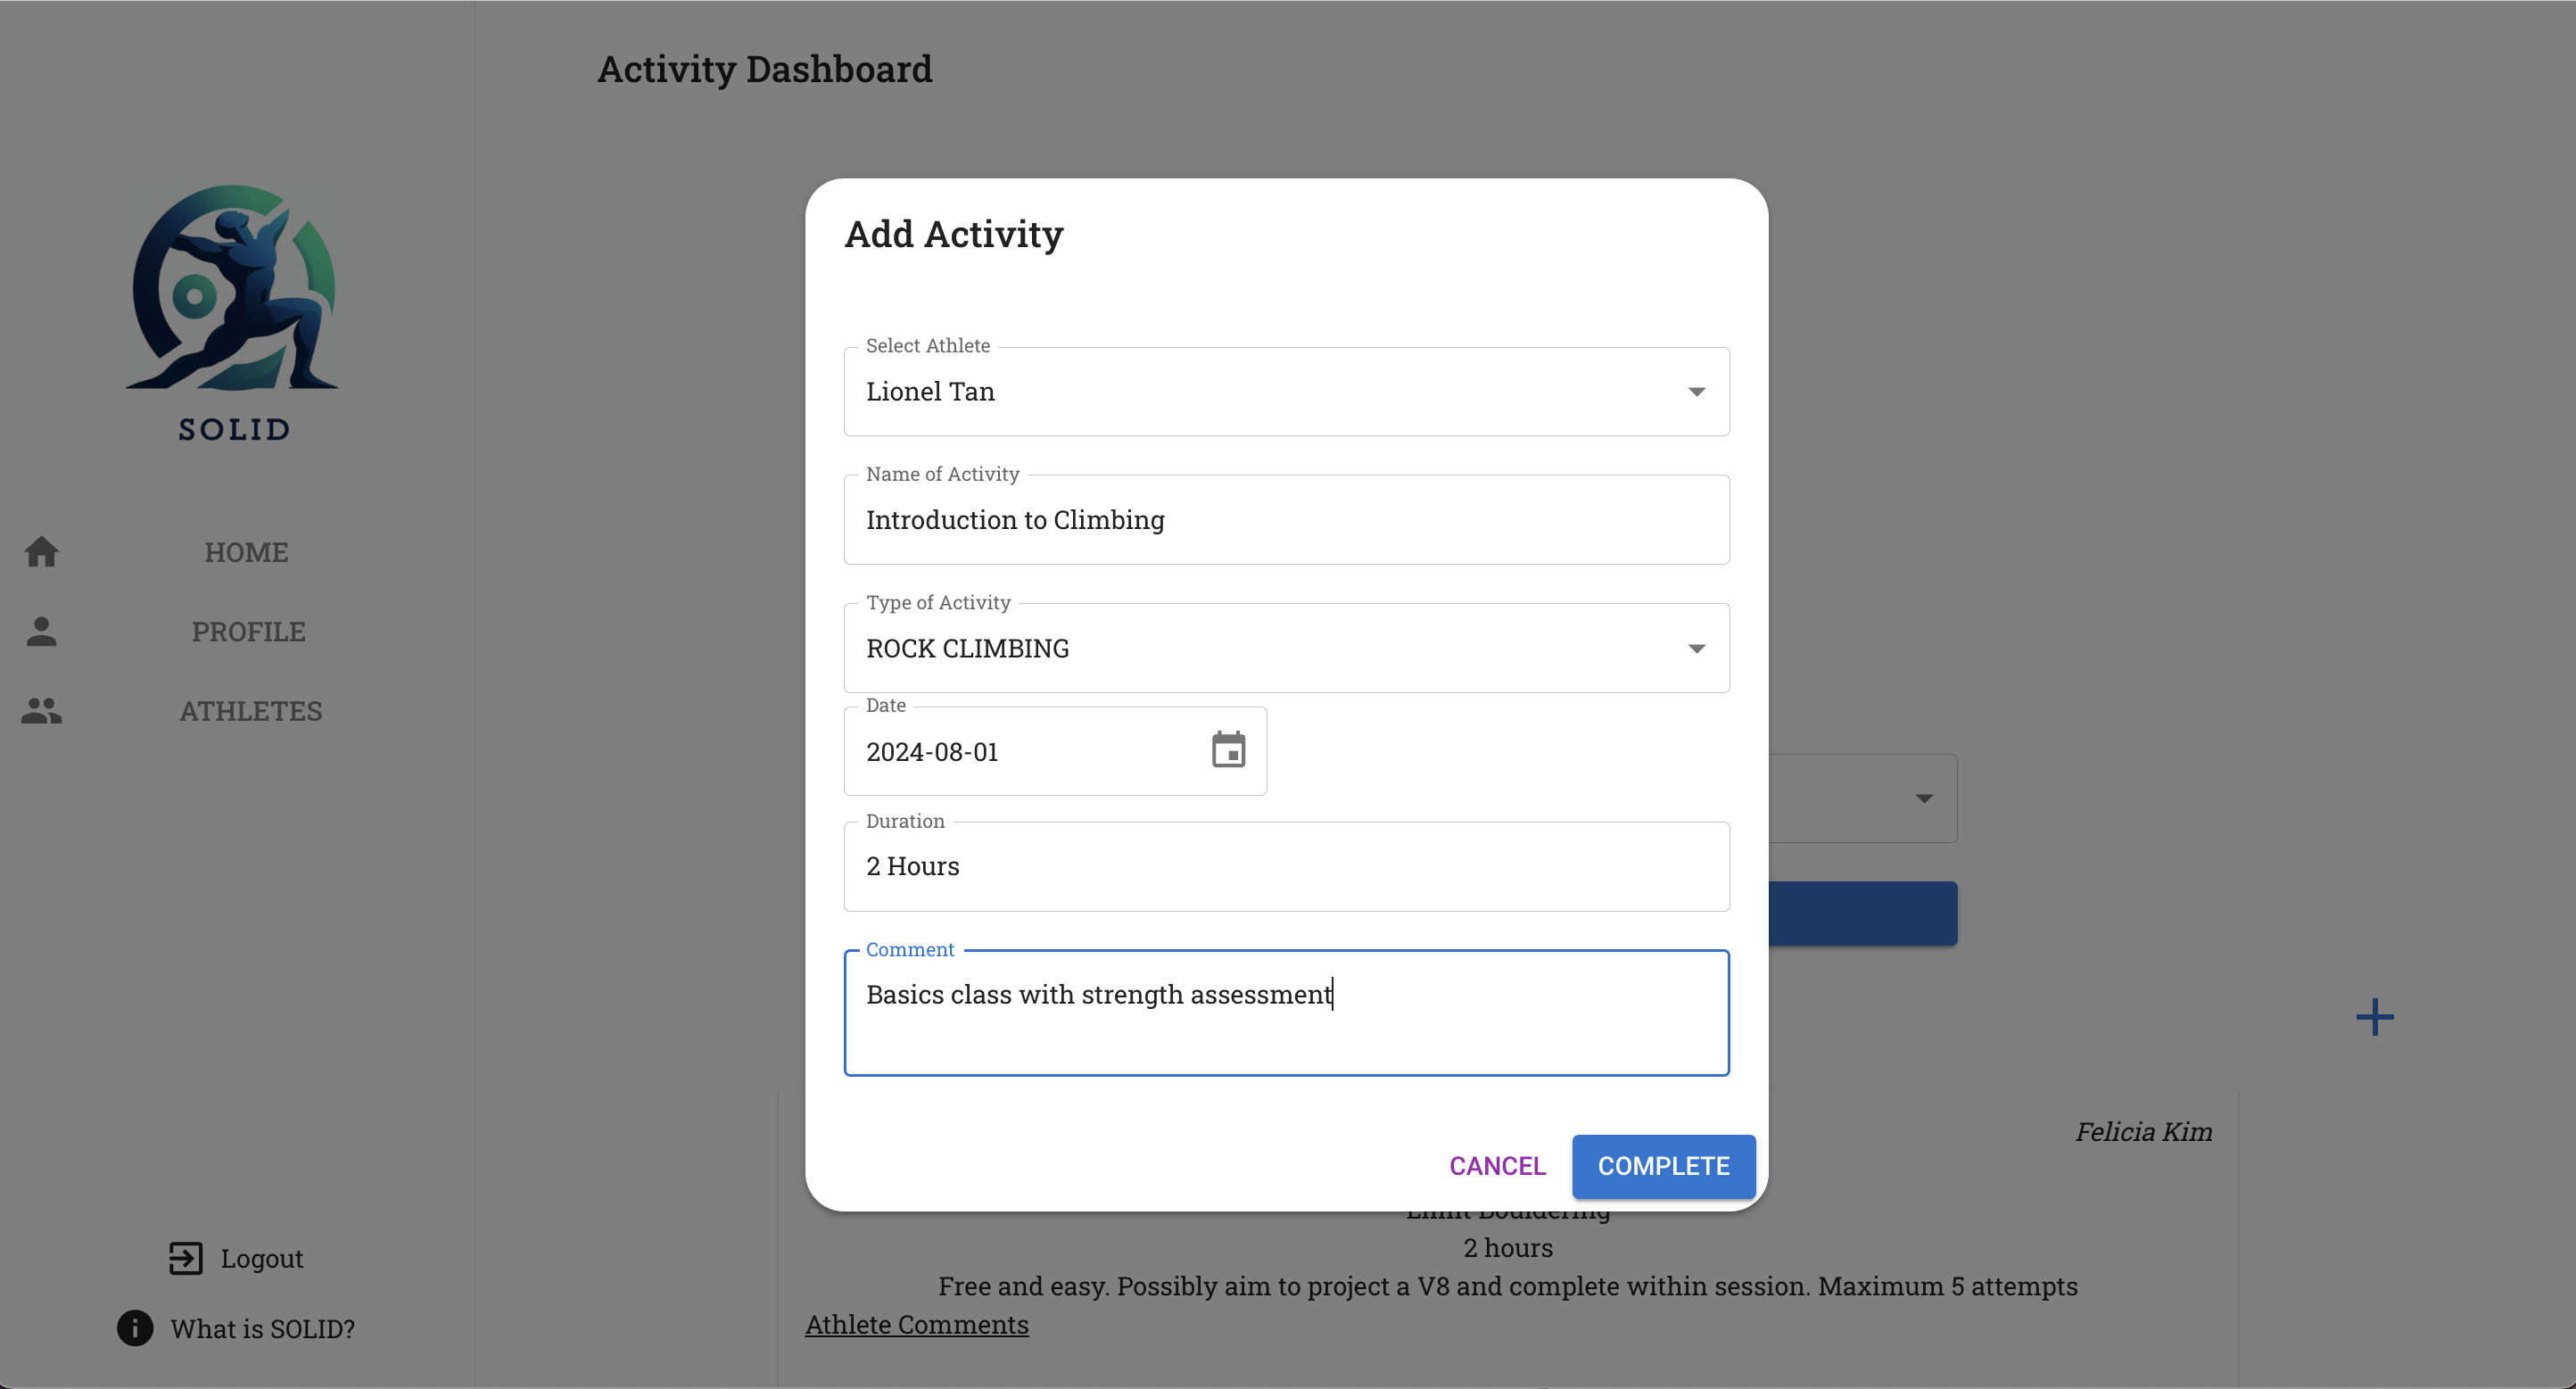 Activity Dashboard
SOLID
HOME
PROFILE
ATHLETES
Logout
What is SOLID?
Add Activity
Select Athlete
Lionel Tan
Name of Activity
Introduction to Climbing
Type of Activity
ROCK CLIMBING
Date
2024-08-01
Duration
2 Hours
Comment
Basics class with strength assessment
CANCEL
COMPLETE
Felicia Kim
Limit Bouldering
2 hours
Free and easy. Possibly aim to project a V8 and complete within session. Maximum 5 attempts
Athlete Comments